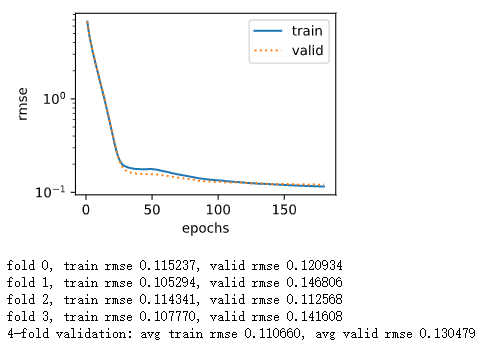 train
valid
rmse
10⁰
10⁻¹
0 50 100 150
epochs
fold 0, train rmse 0.115237, valid rmse 0.120934
fold 1, train rmse 0.105294, valid rmse 0.146806
fold 2, train rmse 0.114341, valid rmse 0.112568
fold 3, train rmse 0.107770, valid rmse 0.141608
4-fold validation: avg train rmse 0.110660, avg valid rmse 0.130479